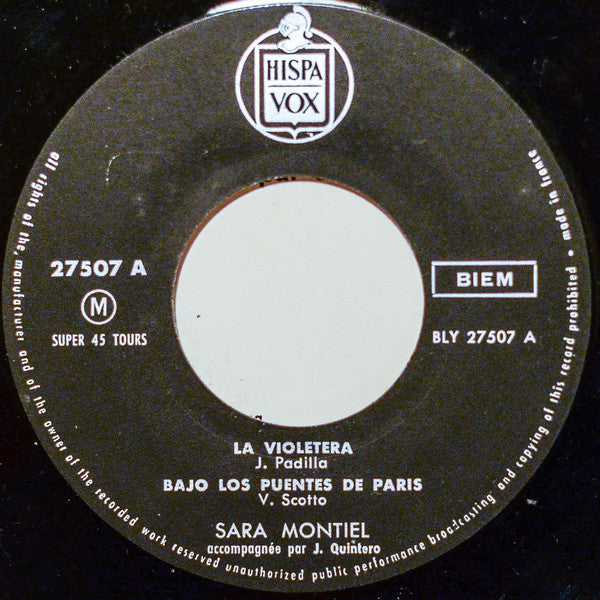 HISPA
VOX
27507 A
M
SUPER 45 TOURS
BIEM
BLY 27507 A
LA VIOLETERA
J. Padilla
BAJO LOS PUENTES DE PARIS
V. Scotto
SARA MONTIEL
accompagnée par J. Quintero
all rights of the, manufacturer and of the owner of the recorded work reserved unauthorized public performance broadcasting and copying of this record prohibited • made in france